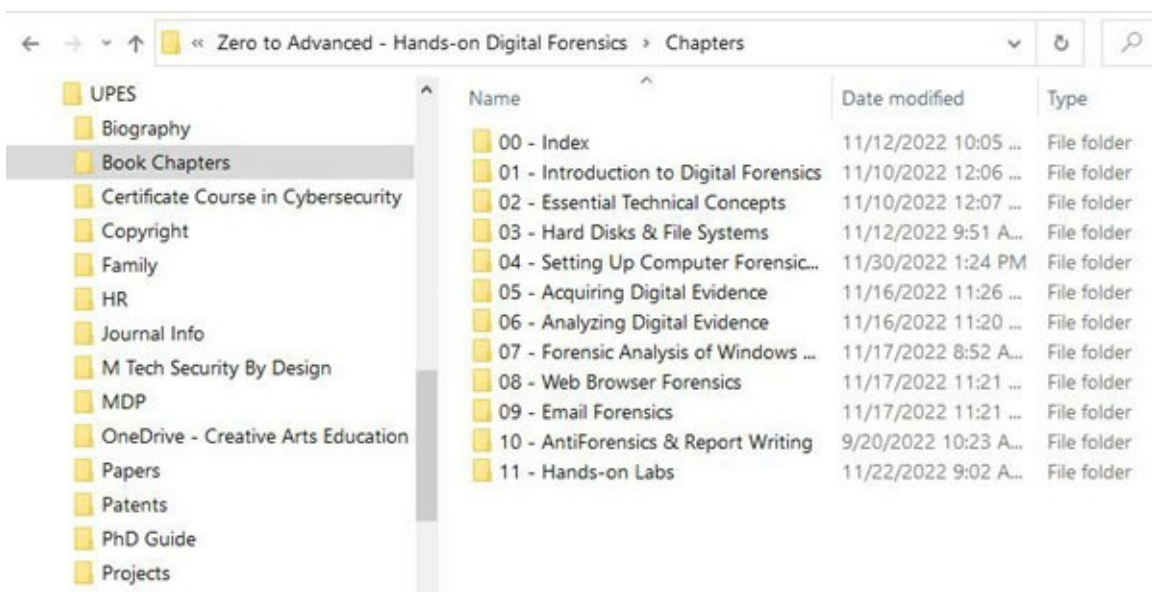 « Zero to Advanced - Hands-on Digital Forensics › Chapters
UPES
Biography
Book Chapters
Certificate Course in Cybersecurity
Copyright
Family
HR
Journal Info
M Tech Security By Design
MDP
OneDrive - Creative Arts Education
Papers
Patents
PhD Guide
Projects
Name Date modified Type
00 - Index 11/12/2022 10:05 ... File folder
01 - Introduction to Digital Forensics 11/10/2022 12:06 ... File folder
02 - Essential Technical Concepts 11/10/2022 12:07 ... File folder
03 - Hard Disks & File Systems 11/12/2022 9:51 A... File folder
04 - Setting Up Computer Forensic... 11/30/2022 1:24 PM File folder
05 - Acquiring Digital Evidence 11/16/2022 11:26 ... File folder
06 - Analyzing Digital Evidence 11/16/2022 11:20 ... File folder
07 - Forensic Analysis of Windows ... 11/17/2022 8:52 A... File folder
08 - Web Browser Forensics 11/17/2022 11:21 ... File folder
09 - Email Forensics 11/17/2022 11:21 ... File folder
10 - AntiForensics & Report Writing 9/20/2022 10:23 A... File folder
11 - Hands-on Labs 11/22/2022 9:02 A... File folder